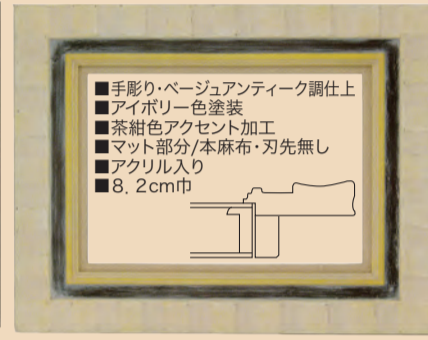 ■手彫り・ベージュアンティーク調仕上
■アイボリー色塗装
■茶紺色アクセント加工
■マット部分/本麻布・刃先無し
■アクリル入り
■8.2cm巾